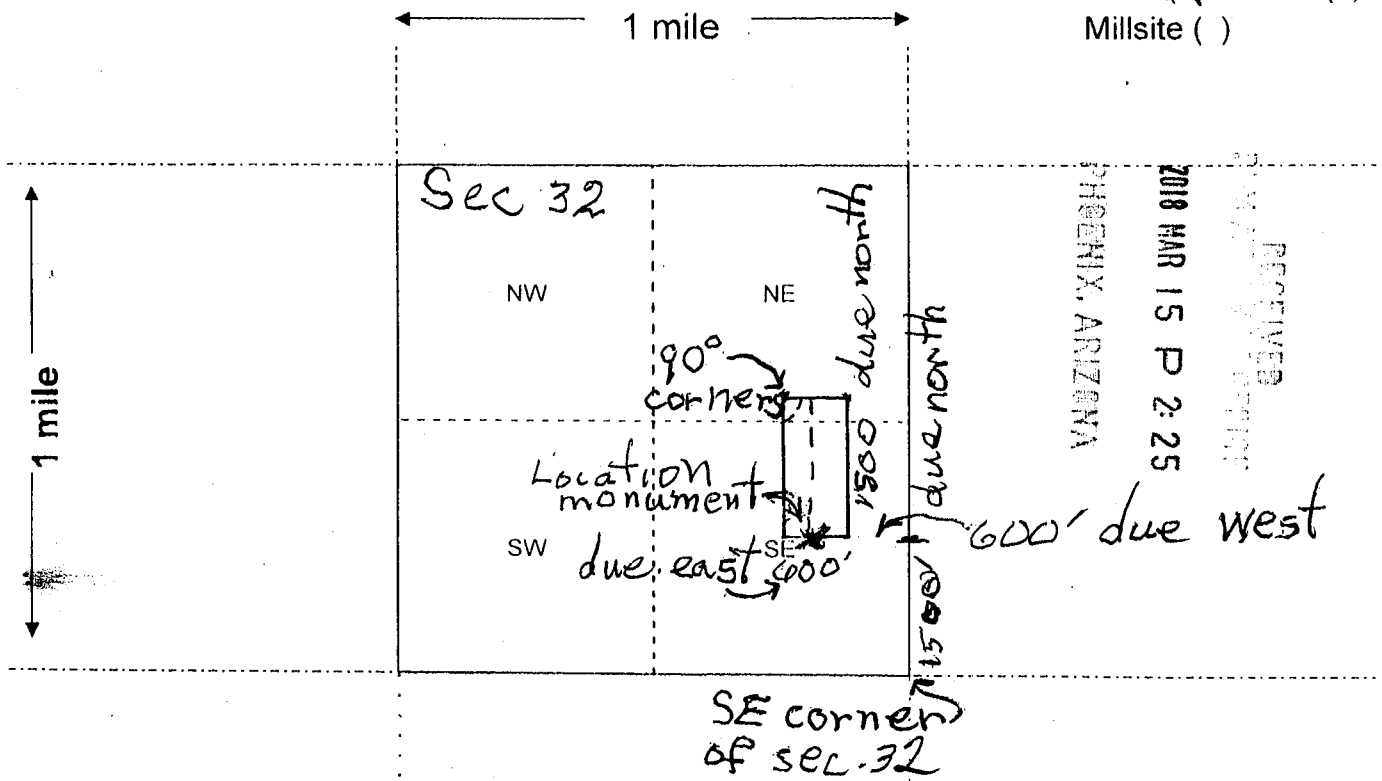 1 mile
Millsite ( )
Sec 32
NW
NE
1500 due north
due north
90°
corners
Location
monument
SW
SE
due east 600'
600' due west
1500'
SE corner
of sec. 32
1 mile
RECEIVED
2018 MAR 15 P 2:25
PHOENIX, ARIZONA